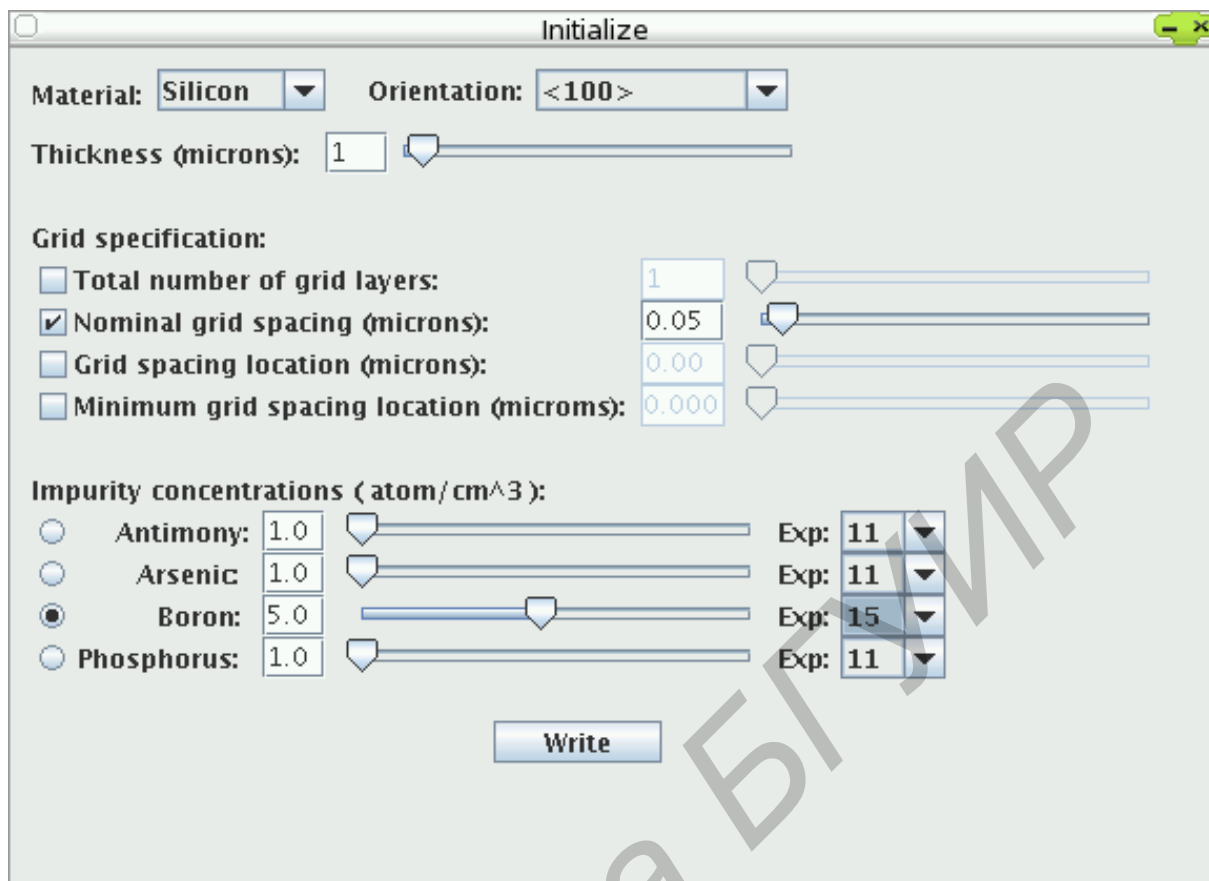 Initialize
Material: Silicon Orientation: <100>
Thickness (microns): 1
Grid specification:
Total number of grid layers: 1
Nominal grid spacing (microns): 0.05
Grid spacing location (microns): 0.00
Minimum grid spacing location (microms): 0.000
Impurity concentrations (atom/cm^3):
Antimony: 1.0 Exp: 11
Arsenic: 1.0 Exp: 11
Boron: 5.0 Exp: 15
Phosphorus: 1.0 Exp: 11
Write
а БГУИР